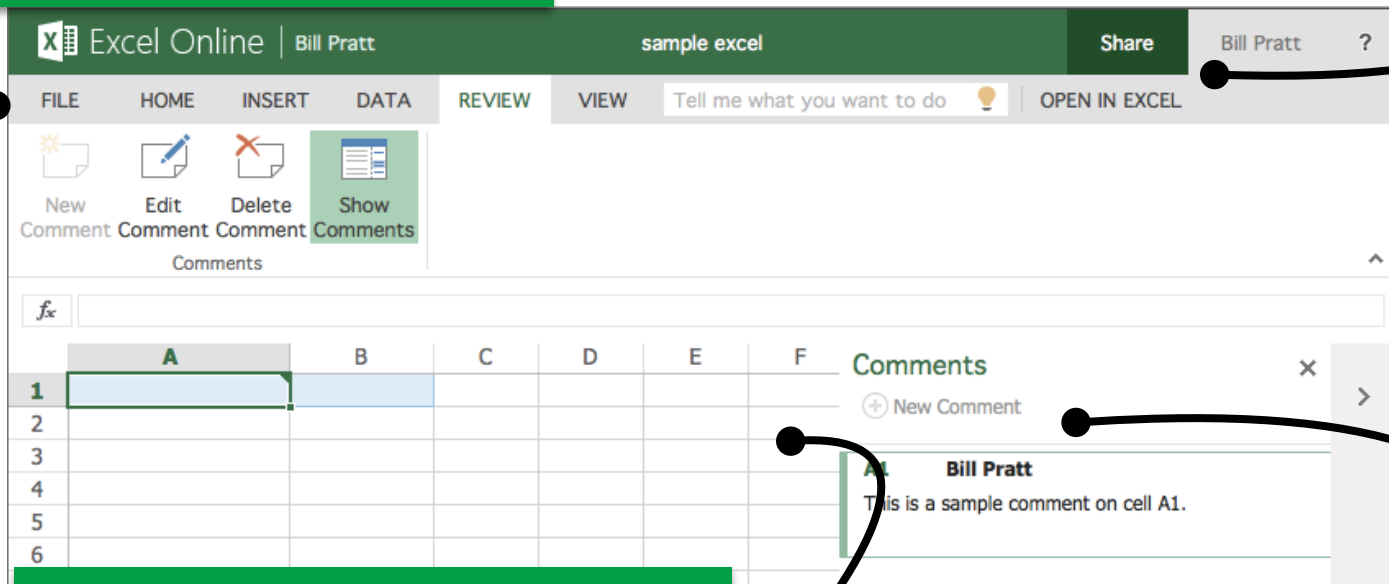 Excel Online | Bill Pratt sample excel Share Bill Pratt ?
FILE HOME INSERT DATA REVIEW VIEW Tell me what you want to do OPEN IN EXCEL
New Comment
Edit Comment
Delete Comment
Show Comments
Comments
fx
A B C D E F
1
2
3
4
5
6
Comments
New Comment
A1 Bill Pratt
This is a sample comment on cell A1.